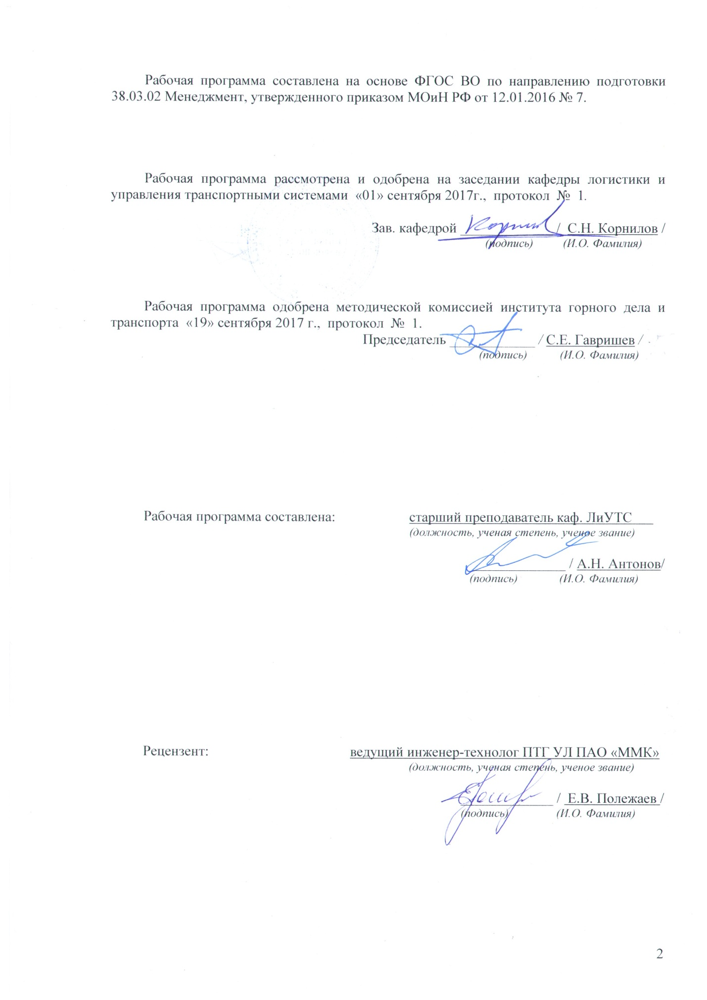 Рабочая программа составлена на основе ФГОС ВО по направлению подготовки
38.03.02 Менеджмент, утвержденного приказом МОиН РФ от 12.01.2016 № 7.
Рабочая программа рассмотрена и одобрена на заседании кафедры логистики и
управления транспортными системами «01» сентября 2017г., протокол № 1.
Зав. кафедрой ______________ / С.Н. Корнилов /
(подпись) (И.О. Фамилия)
Рабочая программа одобрена методической комиссией института горного дела и
транспорта «19» сентября 2017 г., протокол № 1.
Председатель ____________ / С.Е. Гавришев /
(подпись) (И.О. Фамилия)
Рабочая программа составлена: старший преподаватель каф. ЛиУТС
(должность, ученая степень, ученое звание)
______________ / А.Н. Антонов/
(подпись) (И.О. Фамилия)
Рецензент: ведущий инженер-технолог ПТГ УЛ ПАО «ММК»
(должность, ученая степень, ученое звание)
______________ / Е.В. Полежаев /
(подпись) (И.О. Фамилия)
2